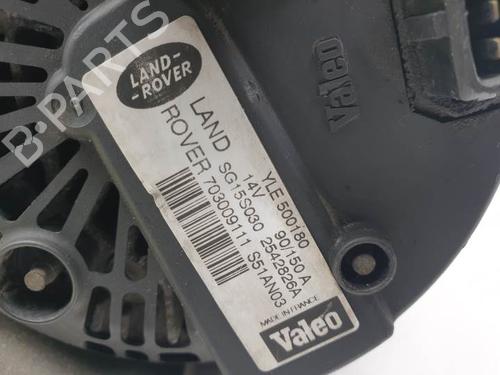 LAND-
ROVER
LAND
ROVER
YLE 500180
14V 90/150 A
SG15S030 2542826A
703009111 S51AN03
MADE IN FRANCE
Valeo
Valeo
B-PARTS